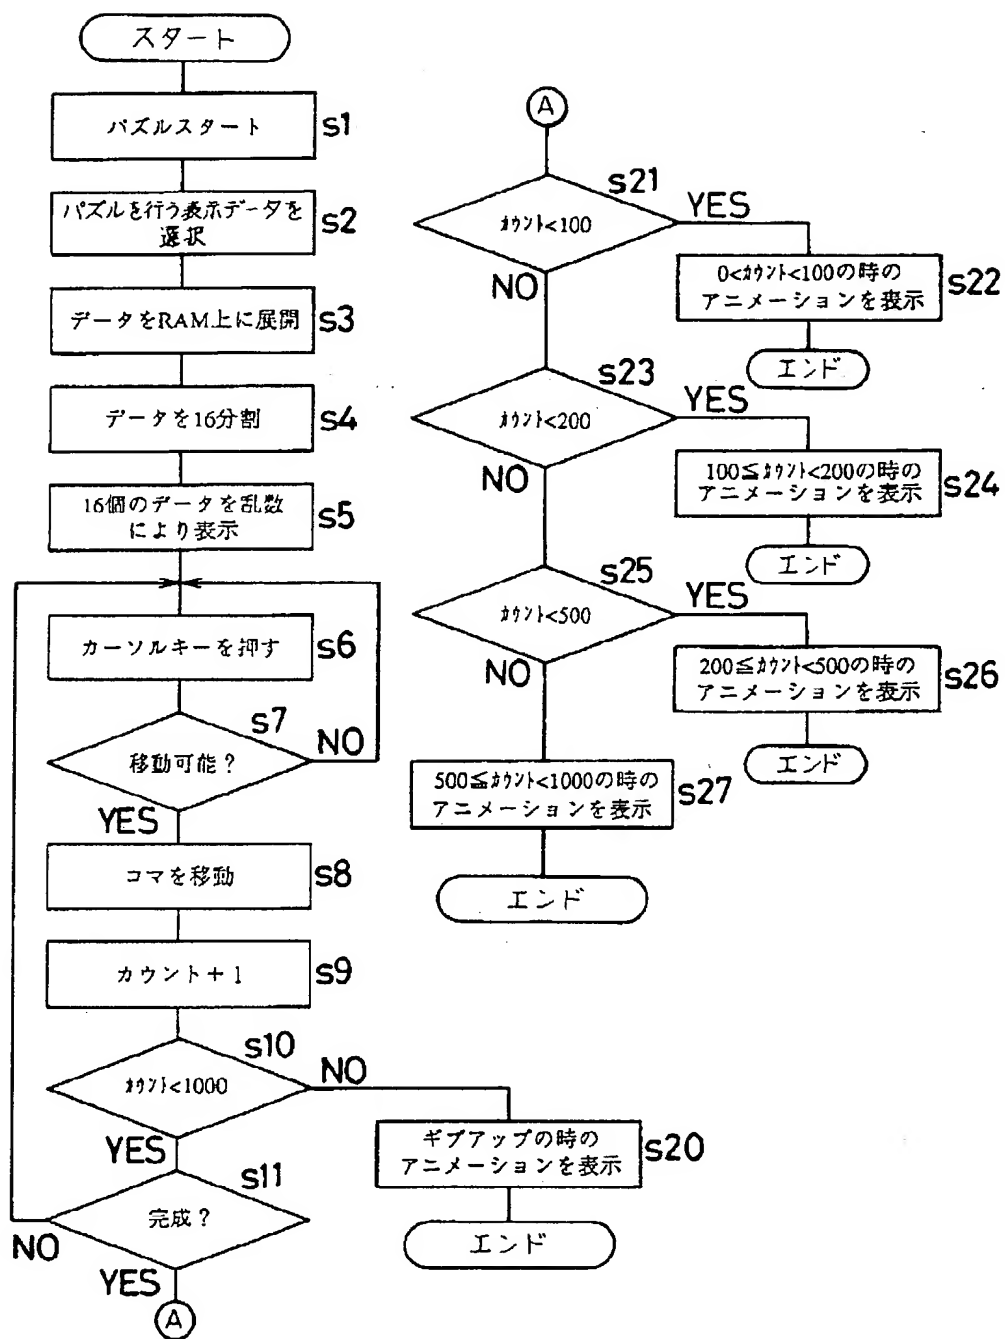 スタート
パズルスタート
s1
パズルを行う表示データを
選択
s2
データをRAM上に展開
s3
データを16分割
s4
16個のデータを乱数
により表示
s5
カーソルキーを押す
s6
s7
移動可能?
NO
YES
コマを移動
s8
カウント+1
s9
s10
カウント<1000
NO
YES
ギブアップの時の
アニメーションを表示
s20
エンド
s11
完成?
NO
YES
A
A
s21
カウント<100
YES
NO
0<カウント<100の時の
アニメーションを表示
s22
エンド
s23
カウント<200
YES
NO
100≦カウント<200の時の
アニメーションを表示
s24
エンド
s25
カウント<500
YES
NO
200≦カウント<500の時の
アニメーションを表示
s26
エンド
500≦カウント<1000の時の
アニメーションを表示
s27
エンド